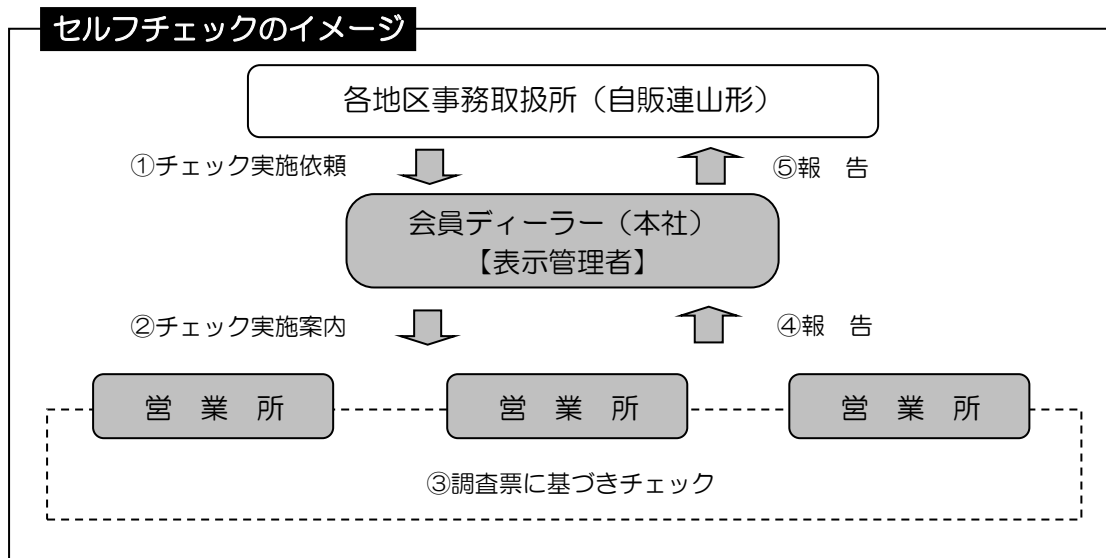 セルフチェックのイメージ
各地区事務取扱所（自販連山形）
①チェック実施依頼
⑤報　告
会員ディーラー（本社）
【表示管理者】
②チェック実施案内
④報　告
営　業　所
営　業　所
営　業　所
③調査票に基づきチェック